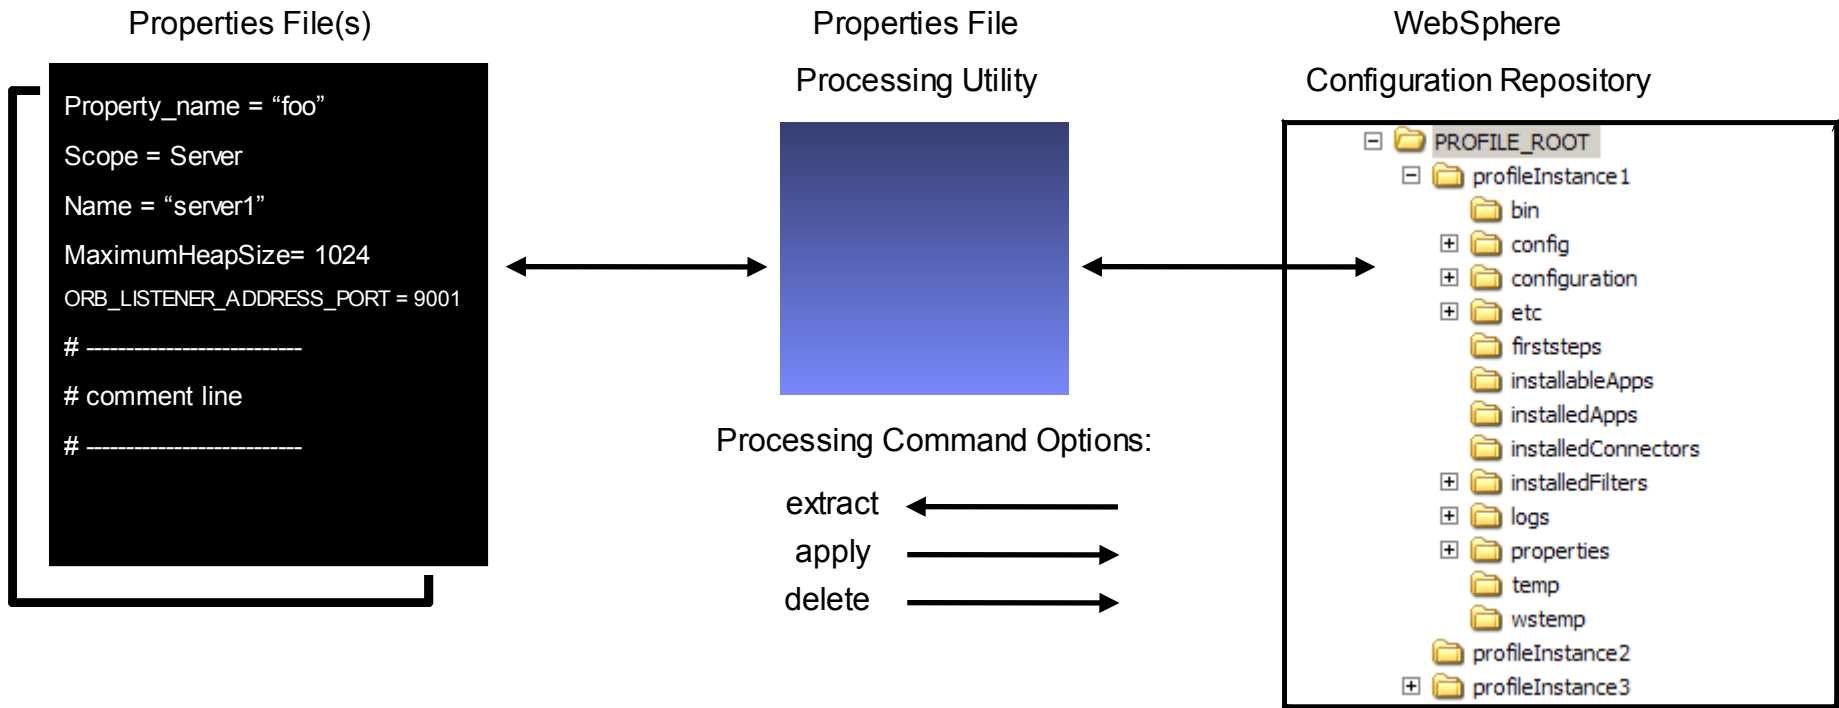 Properties File(s)
Property_name = “foo”
Scope = Server
Name = “server1”
MaximumHeapSize= 1024
ORB_LISTENER_ADDRESS_PORT = 9001
# ---------------------------
# comment line
# ---------------------------
Properties File
Processing Utility
Processing Command Options:
extract
apply
delete
WebSphere
Configuration Repository
PROFILE_ROOT
profileInstance1
bin
config
configuration
etc
firststeps
installableApps
installedApps
installedConnectors
installedFilters
logs
properties
temp
wstemp
profileInstance2
profileInstance3